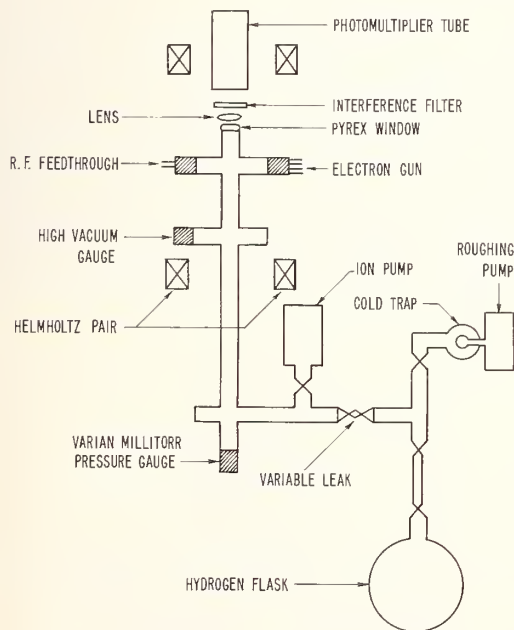 PHOTOMULTIPLIER TUBE
INTERFERENCE FILTER
LENS
PYREX WINDOW
R.F. FEEDTHROUGH
ELECTRON GUN
HIGH VACUUM
GAUGE
ION PUMP
ROUGHING
PUMP
COLD TRAP
HELMHOLTZ PAIR
VARIAN MILLITORR
PRESSURE GAUGE
VARIABLE LEAK
HYDROGEN FLASK